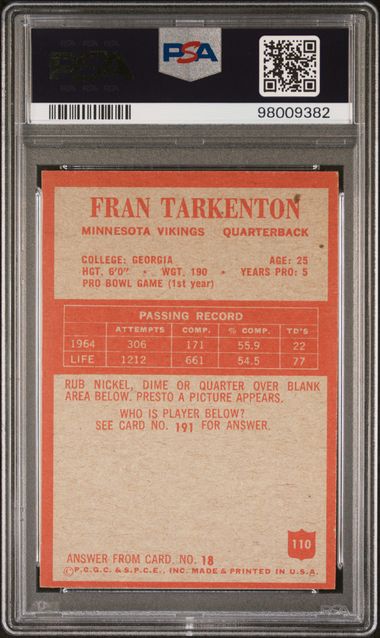 PSA
98009382
FRAN TARKENTON
MINNESOTA VIKINGS QUARTERBACK
COLLEGE: GEORGIA AGE: 25
HGT. 6'0" • WGT. 190 • YEARS PRO: 5
PRO BOWL GAME (1st year)
PASSING RECORD
ATTEMPTS COMP. % COMP. TD'S
1964 306 171 55.9 22
LIFE 1212 661 54.5 77
RUB NICKEL, DIME OR QUARTER OVER BLANK
AREA BELOW. PRESTO A PICTURE APPEARS.
WHO IS PLAYER BELOW?
SEE CARD NO. 191 FOR ANSWER.
110
ANSWER FROM CARD. NO. 18
©P.C.G.C. & S.P.C.E., INC. MADE & PRINTED IN U.S.A.